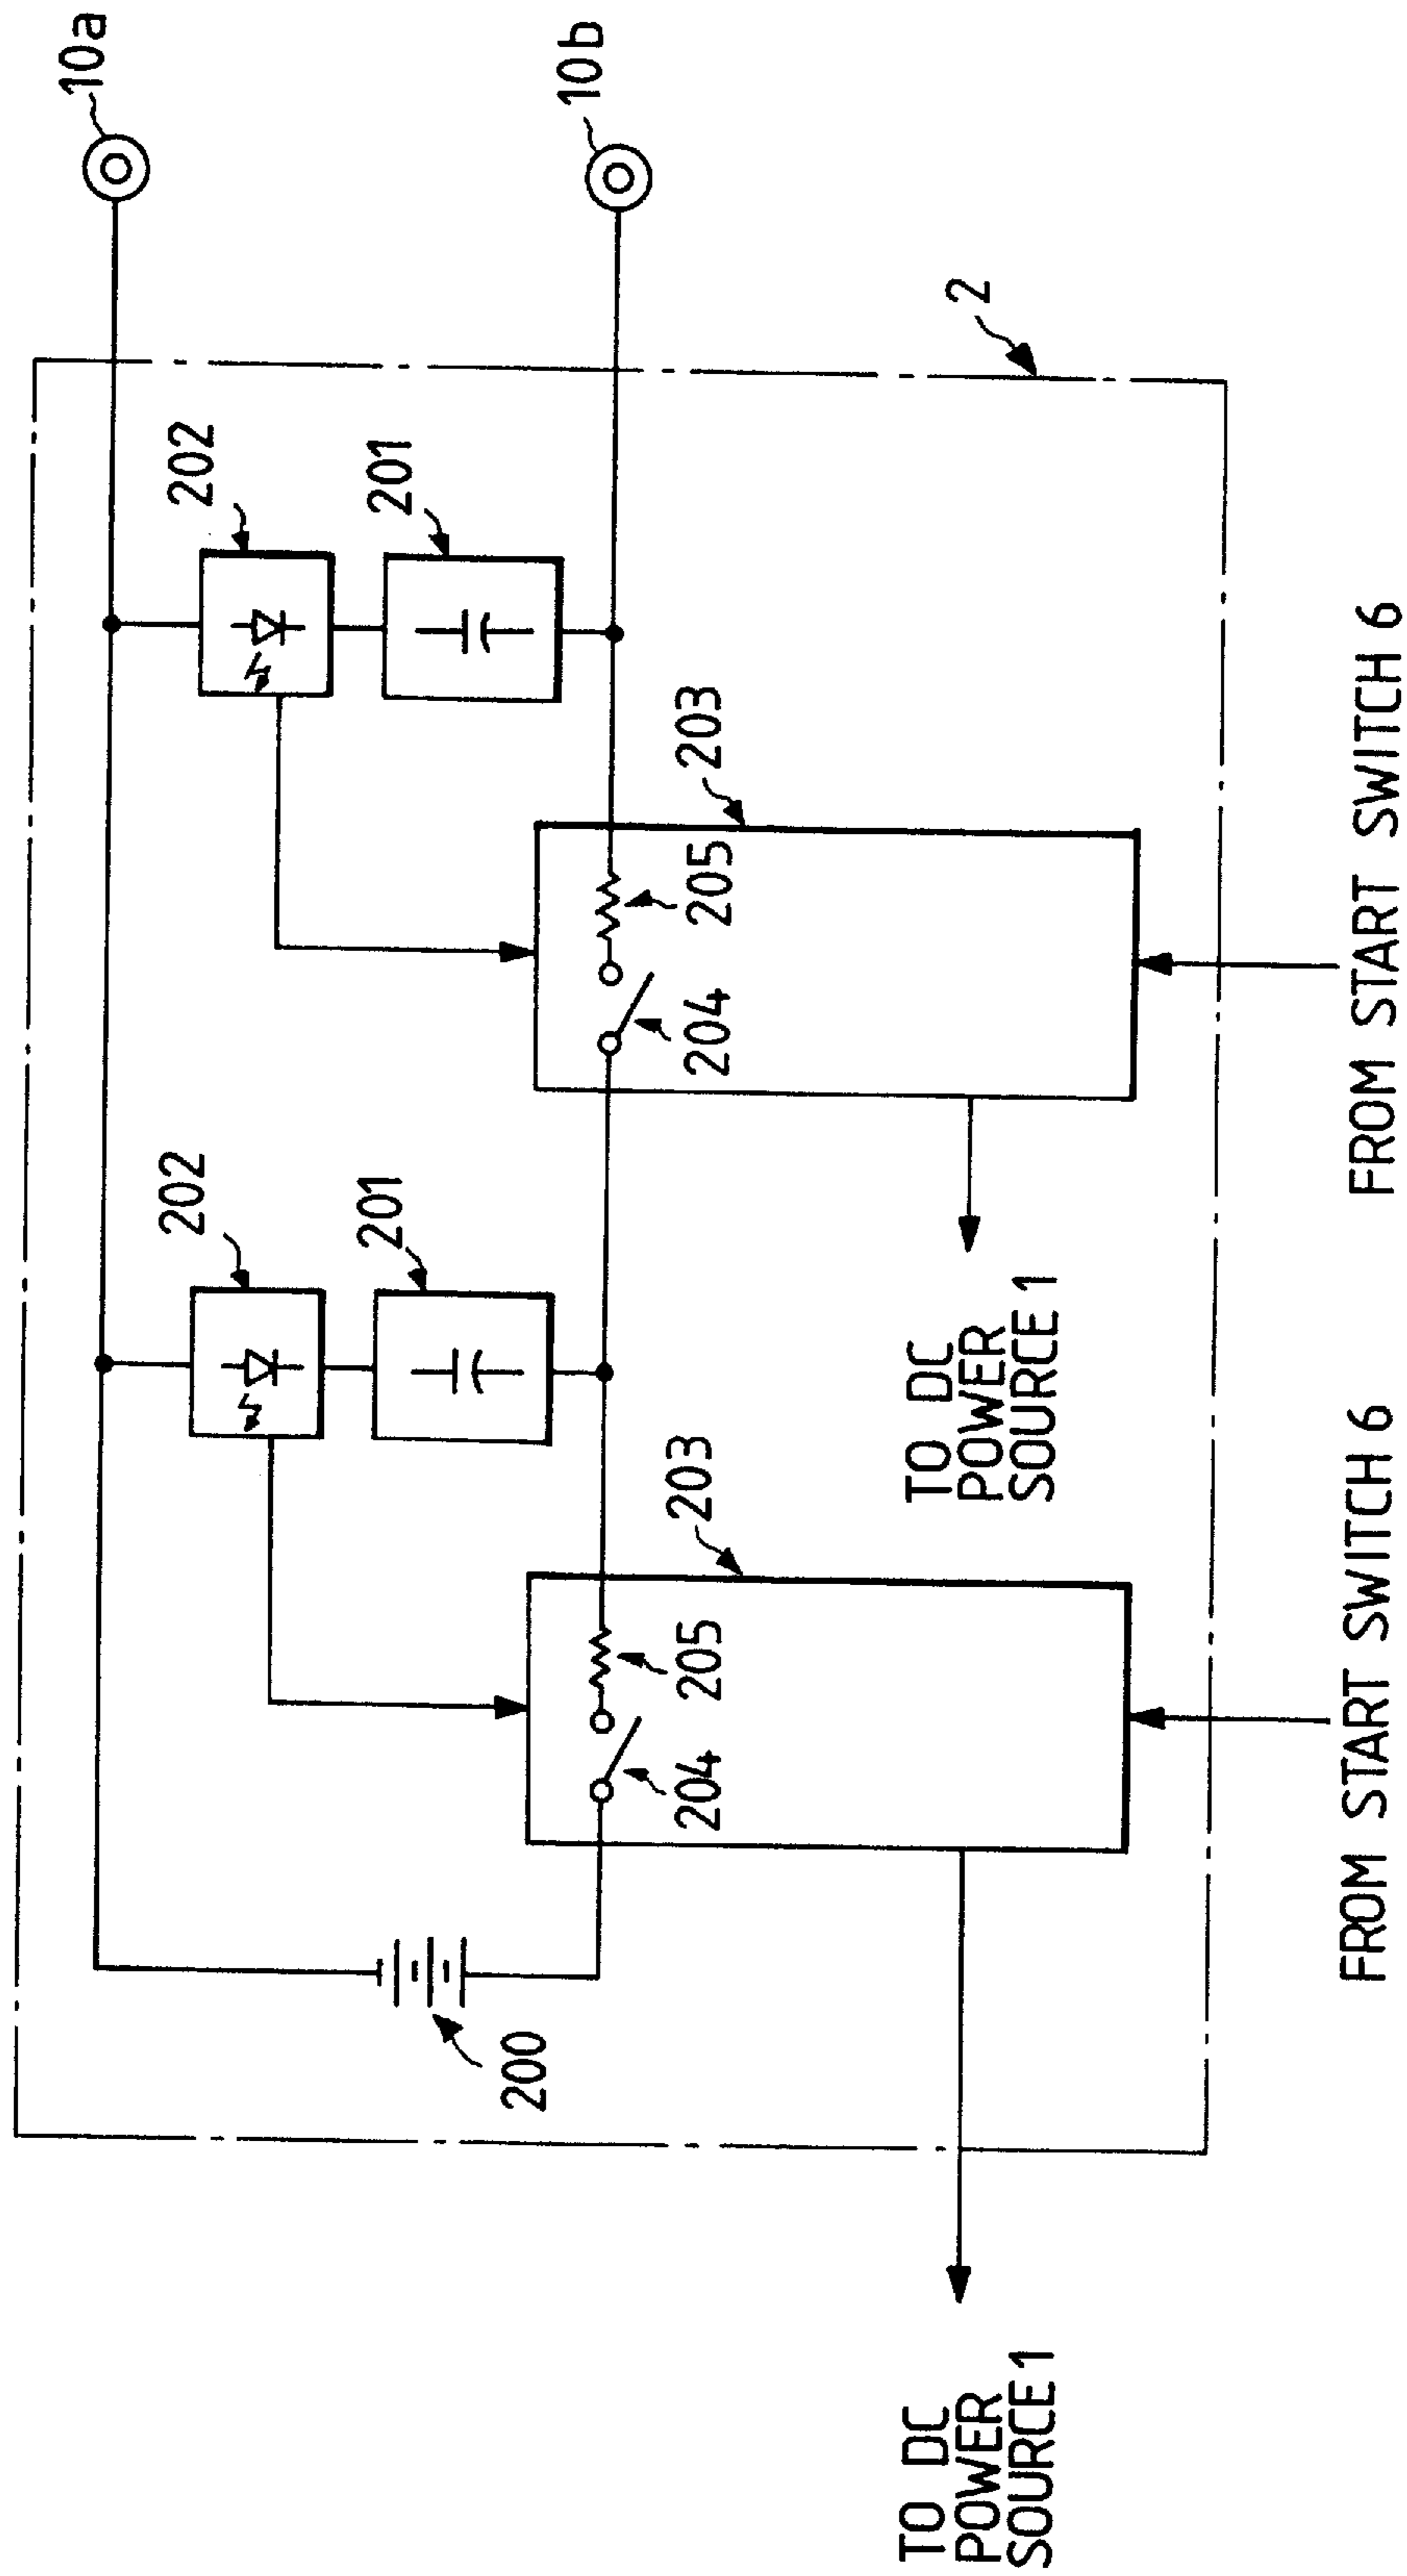 10a
10b
2
202
201
203
205
204
202
201
203
205
204
200
TO DC
POWER
SOURCE 1
TO DC
POWER
SOURCE 1
FROM START SWITCH 6
FROM START SWITCH 6